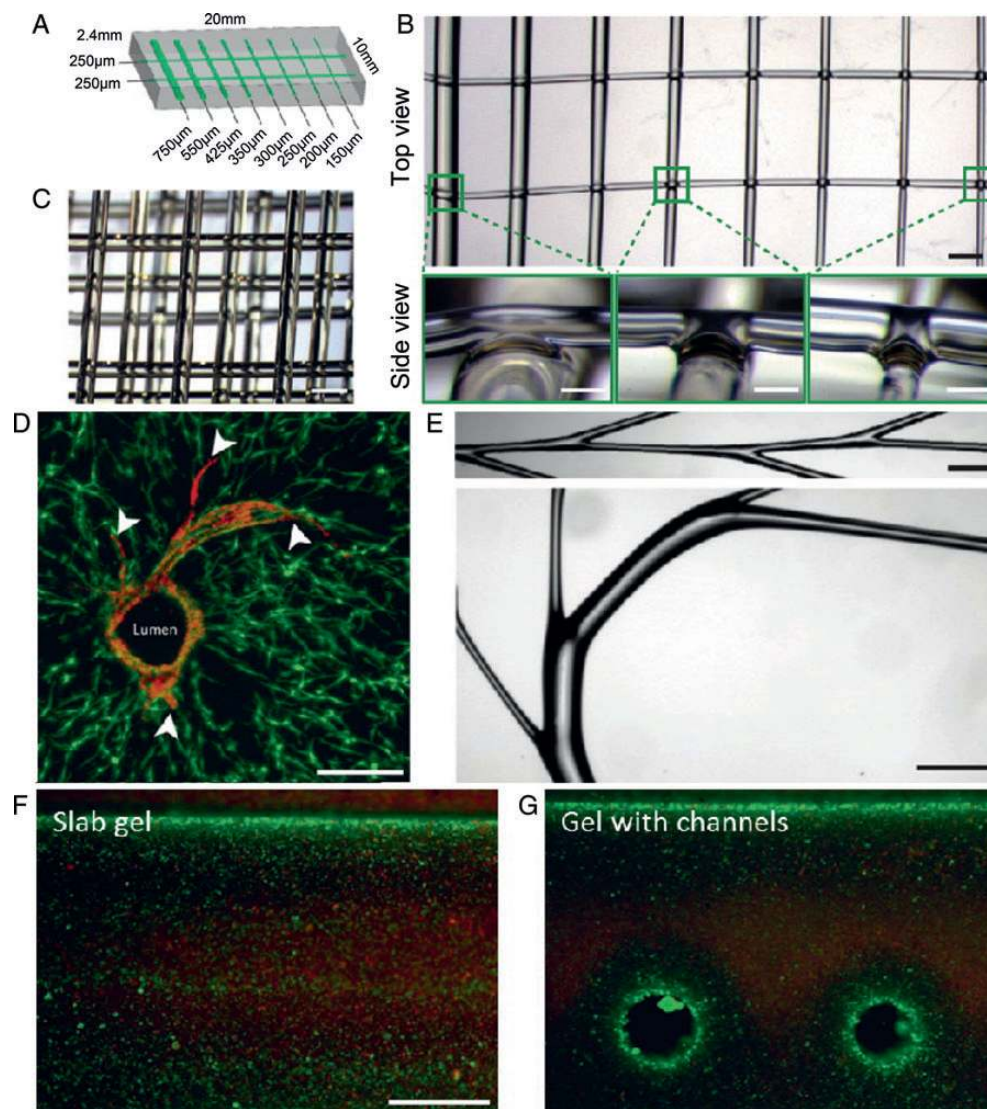 A
20mm
2.4mm
250µm
250µm
10mm
750µm
550µm
425µm
350µm
300µm
250µm
200µm
150µm
B
Top view
Side view
C
D
Lumen
E
F
Slab gel
G
Gel with channels